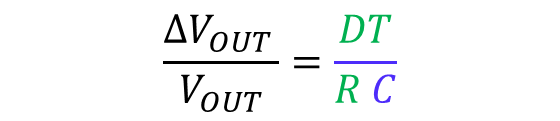 ΔV_OUT / V_OUT = DT / R C